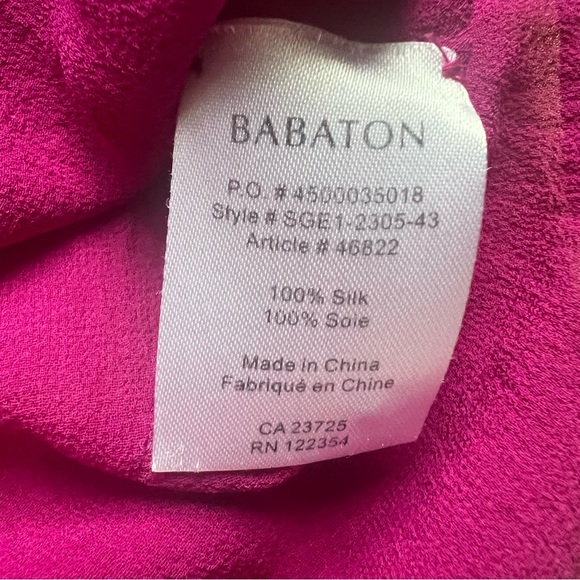 BABATON
P.O. # 4500035018
Style # SGE1-2305-43
Article # 46822
100% Silk
100% Soie
Made in China
Fabriqué en Chine
CA 23725
RN 122354